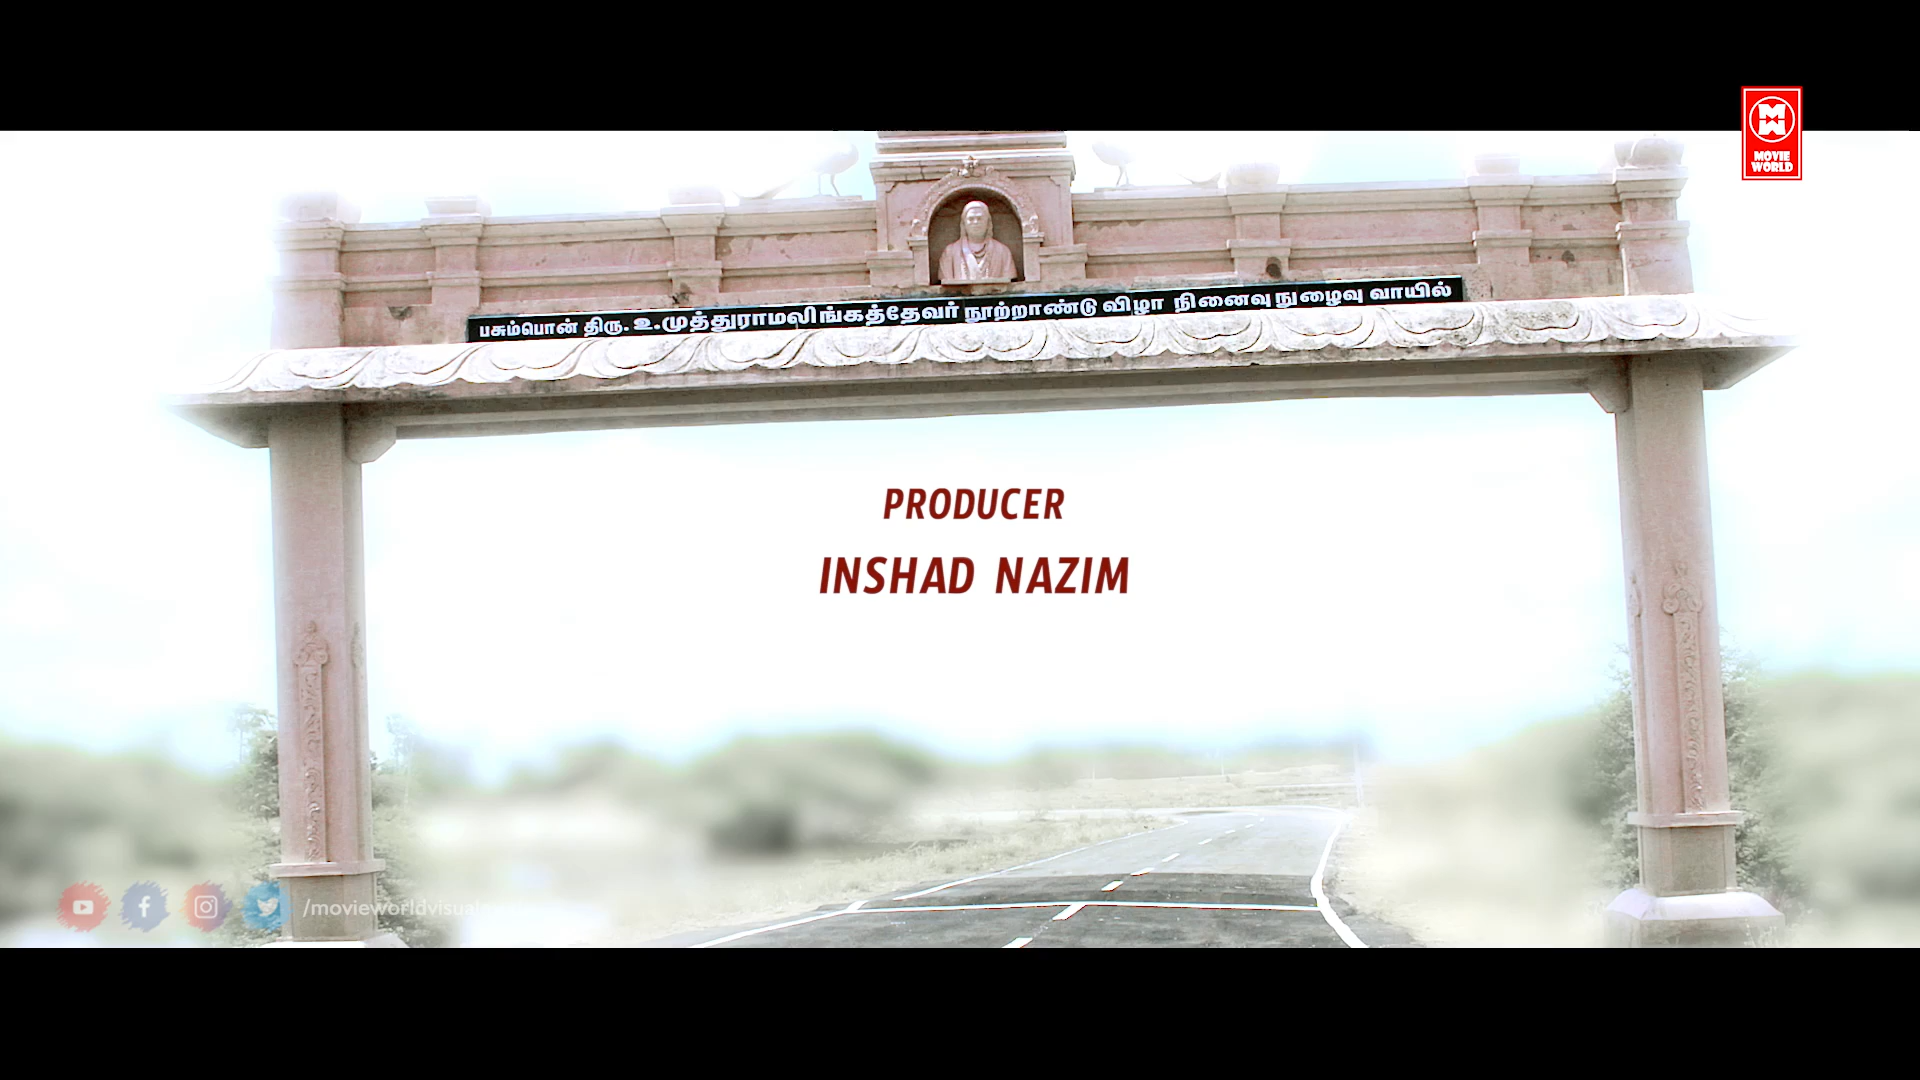 MOVIE
WORLD
பசும்பொன் திரு. உ.முத்துராமலிங்கத்தேவர் நூற்றாண்டு விழா நினைவு நுழைவு வாயில்
PRODUCER
INSHAD NAZIM